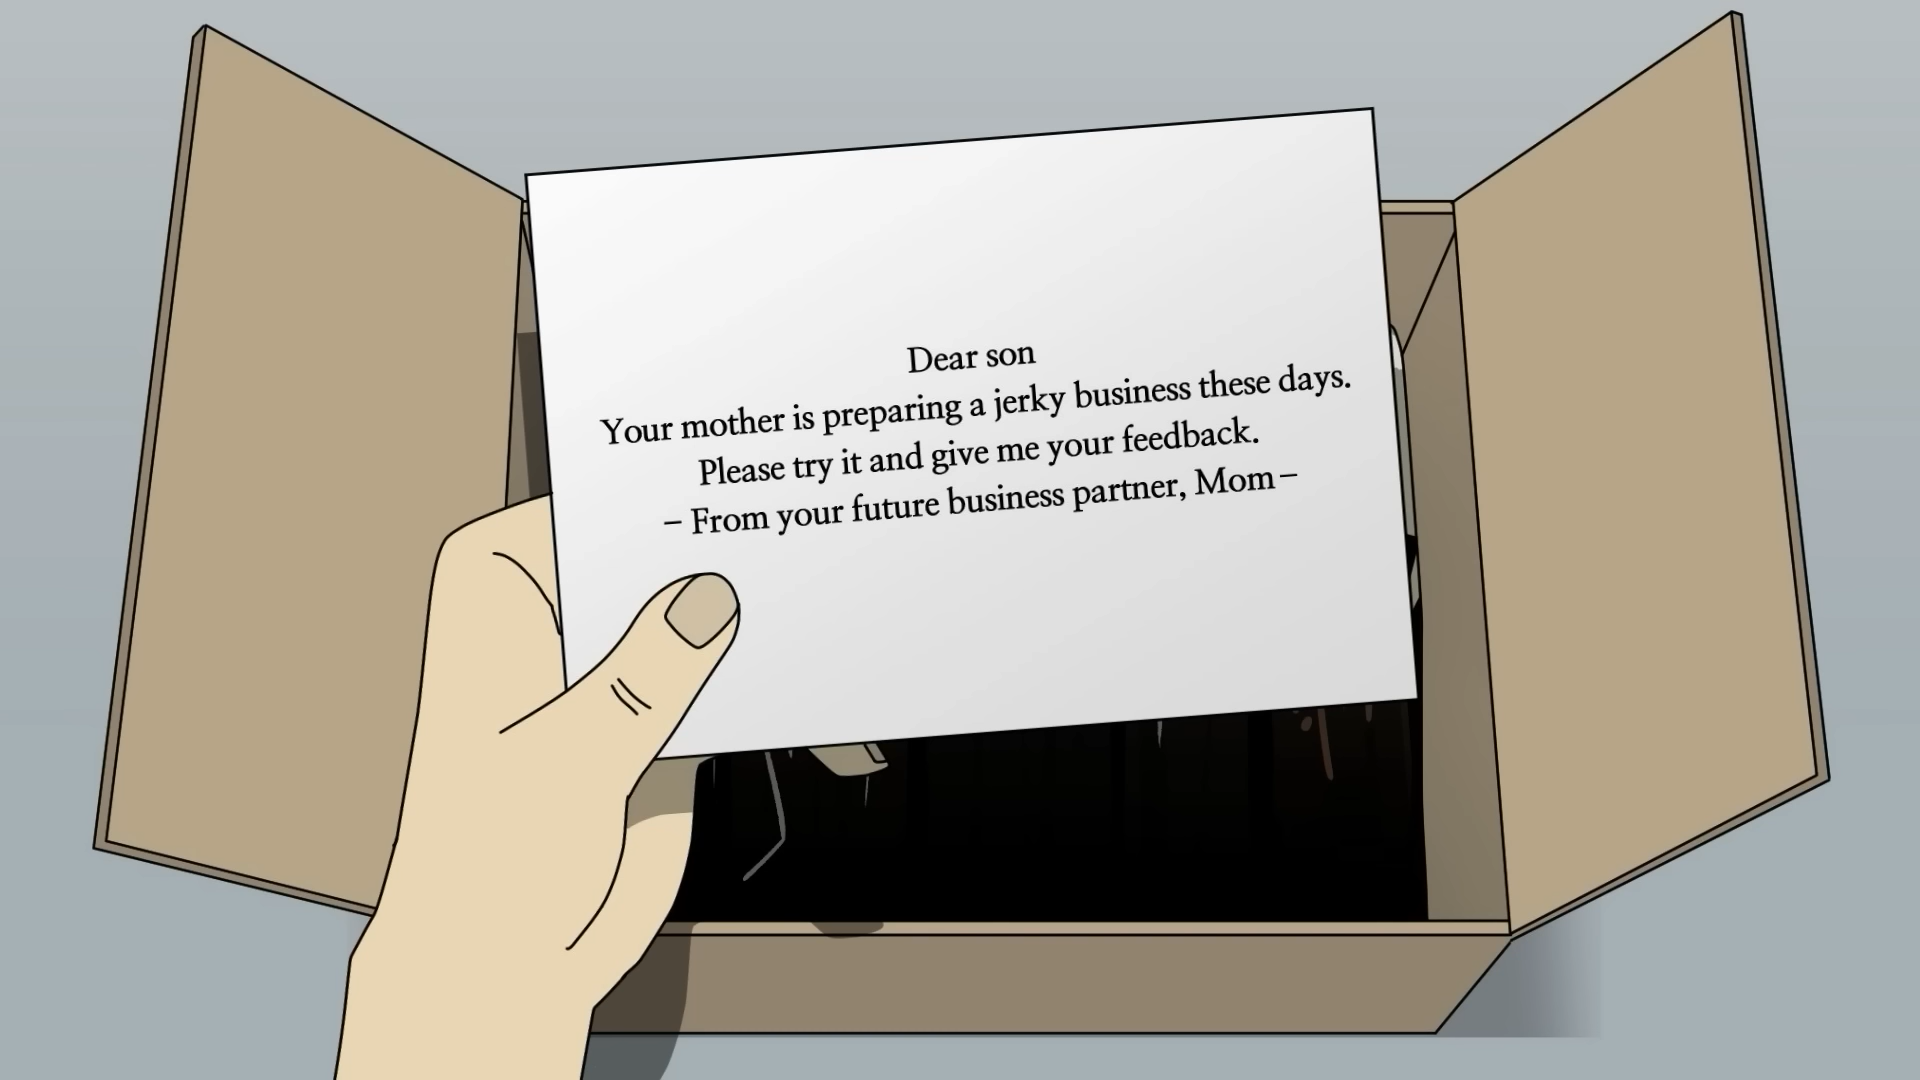 Dear son
Your mother is preparing a jerky business these days.
Please try it and give me your feedback.
– From your future business partner, Mom–